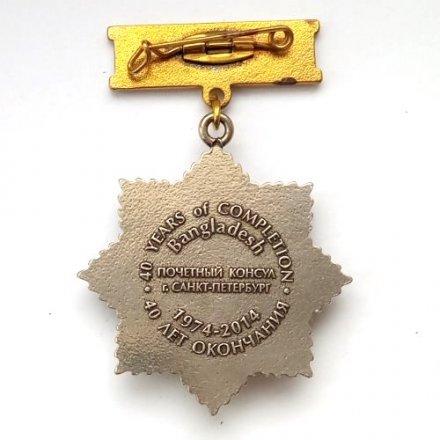 40 YEARS of COMPLETION
Bangladesh
ПОЧЕТНЫЙ КОНСУЛ
г. САНКТ-ПЕТЕРБУРГ
1974-2014
40 ЛЕТ ОКОНЧАНИЯ